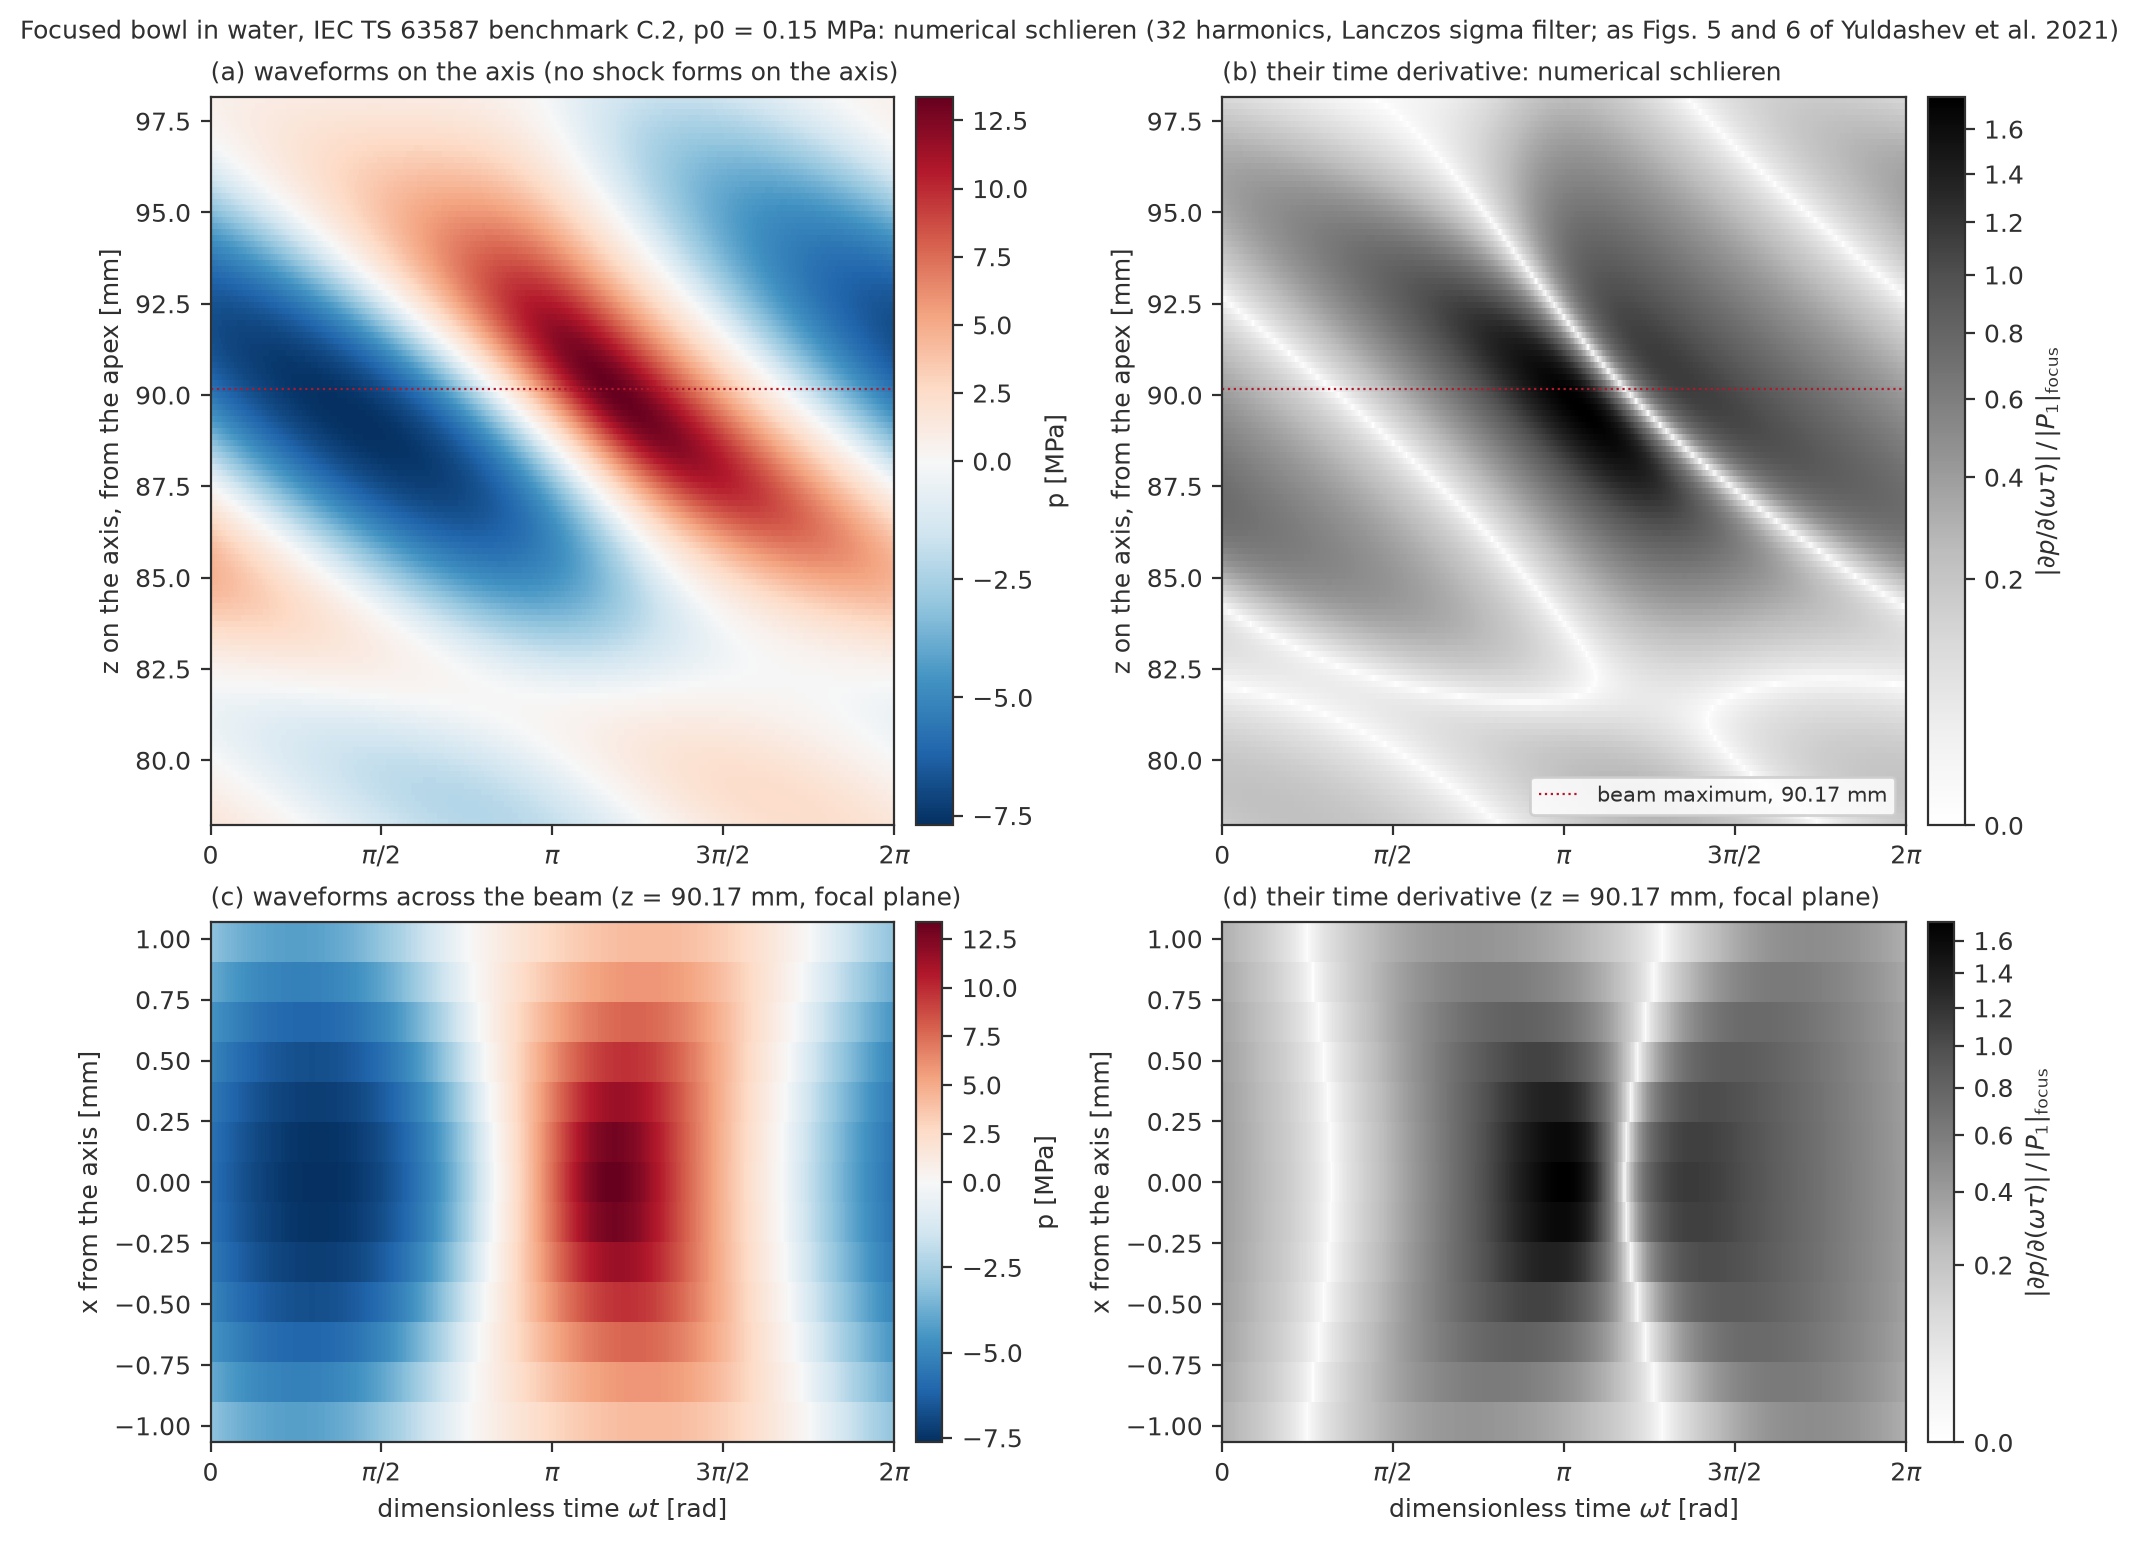 Focused bowl in water, IEC TS 63587 benchmark C.2, p0 = 0.15 MPa: numerical schlieren (32 harmonics, Lanczos sigma filter; as Figs. 5 and 6 of Yuldashev et al. 2021)
(a) waveforms on the axis (no shock forms on the axis)
97.5
95.0
92.5
90.0
87.5
85.0
82.5
80.0
z on the axis, from the apex [mm]
0
π/2
π
3π/2
2π
12.5
10.0
7.5
5.0
2.5
0.0
−2.5
−5.0
−7.5
p [MPa]
(b) their time derivative: numerical schlieren
97.5
95.0
92.5
90.0
87.5
85.0
82.5
80.0
z on the axis, from the apex [mm]
beam maximum, 90.17 mm
0
π/2
π
3π/2
2π
1.6
1.4
1.2
1.0
0.8
0.6
0.4
0.2
0.0
|∂p/∂(ωτ)| / |P₁|focus
(c) waveforms across the beam (z = 90.17 mm, focal plane)
1.00
0.75
0.50
0.25
0.00
−0.25
−0.50
−0.75
−1.00
x from the axis [mm]
0
π/2
π
3π/2
2π
dimensionless time ωt [rad]
12.5
10.0
7.5
5.0
2.5
0.0
−2.5
−5.0
−7.5
p [MPa]
(d) their time derivative (z = 90.17 mm, focal plane)
1.00
0.75
0.50
0.25
0.00
−0.25
−0.50
−0.75
−1.00
x from the axis [mm]
0
π/2
π
3π/2
2π
dimensionless time ωt [rad]
1.6
1.4
1.2
1.0
0.8
0.6
0.4
0.2
0.0
|∂p/∂(ωτ)| / |P₁|focus